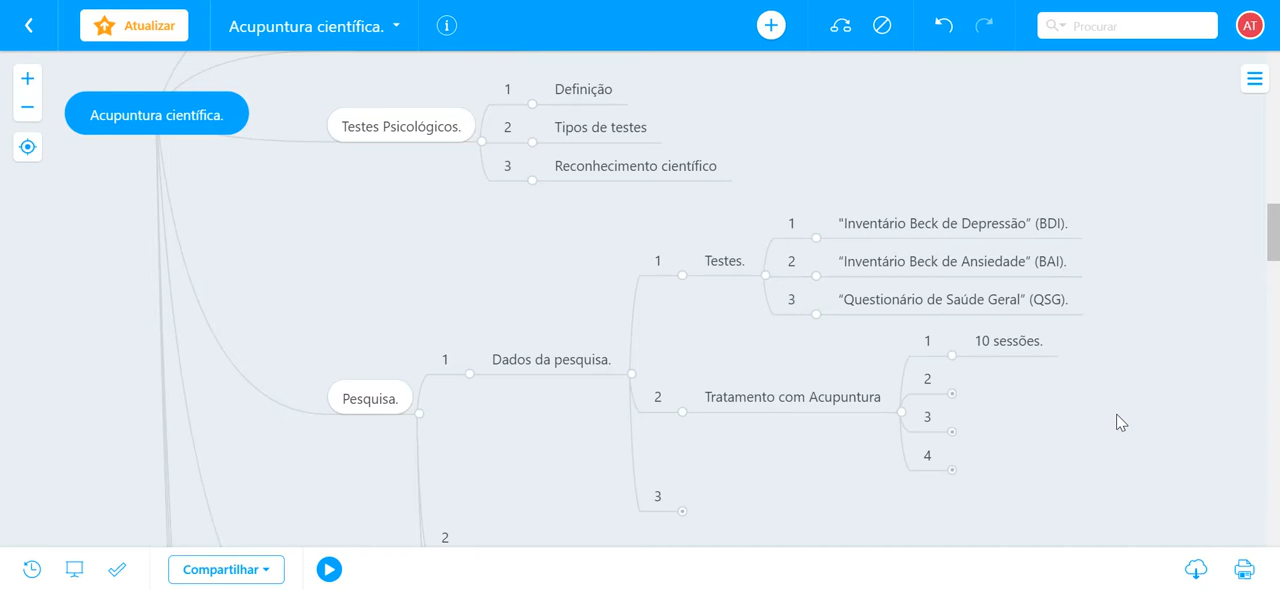 Atualizar
Acupuntura científica.
i
Procurar
AT
Acupuntura científica.
Testes Psicológicos.
1 Definição
2 Tipos de testes
3 Reconhecimento científico
Pesquisa.
1 Dados da pesquisa.
1 Testes.
1 "Inventário Beck de Depressão” (BDI).
2 “Inventário Beck de Ansiedade” (BAI).
3 “Questionário de Saúde Geral” (QSG).
2 Tratamento com Acupuntura
1 10 sessões.
2
3
4
3
2
Compartilhar